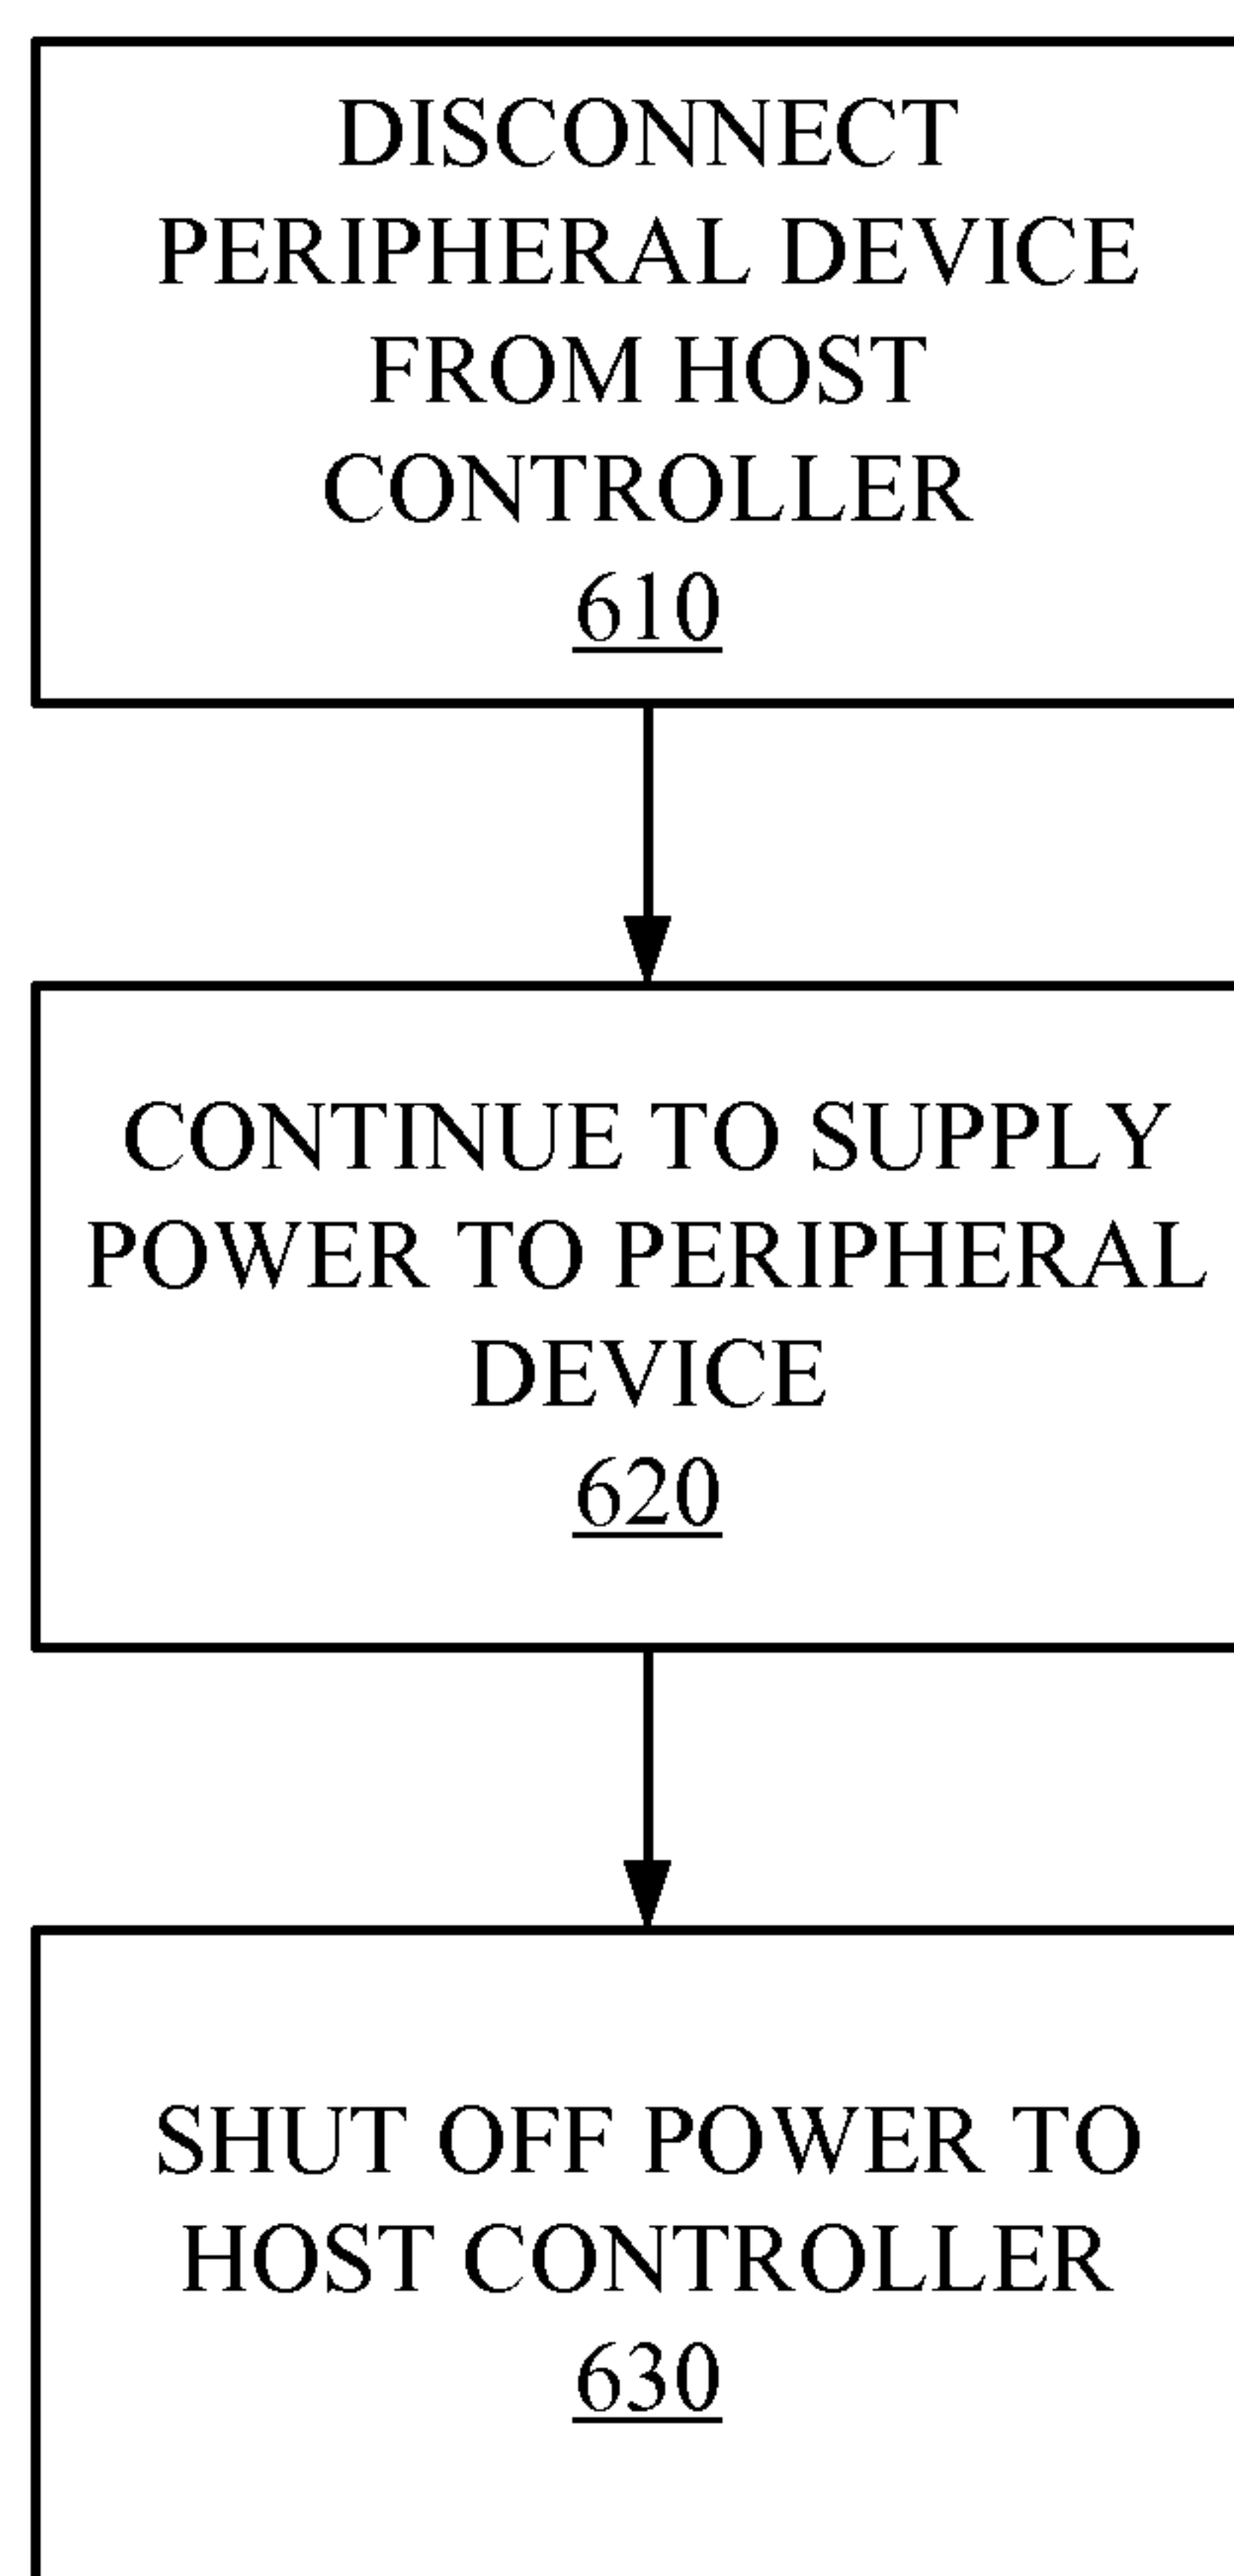 DISCONNECT
PERIPHERAL DEVICE
FROM HOST
CONTROLLER
610
CONTINUE TO SUPPLY
POWER TO PERIPHERAL
DEVICE
620
SHUT OFF POWER TO
HOST CONTROLLER
630